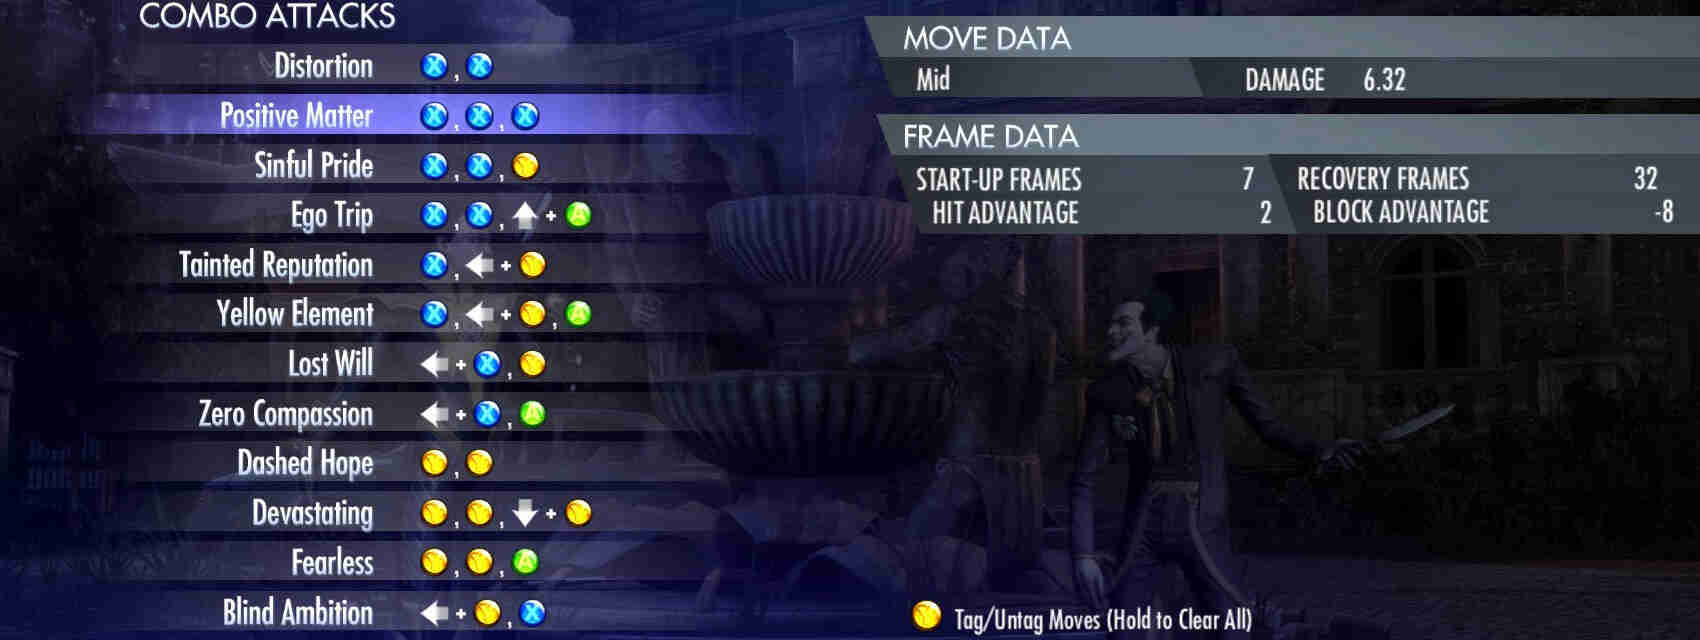 COMBO ATTACKS
Distortion X , X
Positive Matter X , X , X
Sinful Pride X , X , Y
Ego Trip X , X , ⬆ + A
Tainted Reputation X , ⬅ + Y
Yellow Element X , ⬅ + Y , A
Lost Will ⬅ + X , Y
Zero Compassion ⬅ + X , A
Dashed Hope Y , Y
Devastating Y , Y , ⬇ + Y
Fearless Y , Y , A
Blind Ambition ⬅ + Y , X
MOVE DATA
Mid DAMAGE 6.32
FRAME DATA
START-UP FRAMES 7 RECOVERY FRAMES 32
HIT ADVANTAGE 2 BLOCK ADVANTAGE -8
Y Tag/Untag Moves (Hold to Clear All)